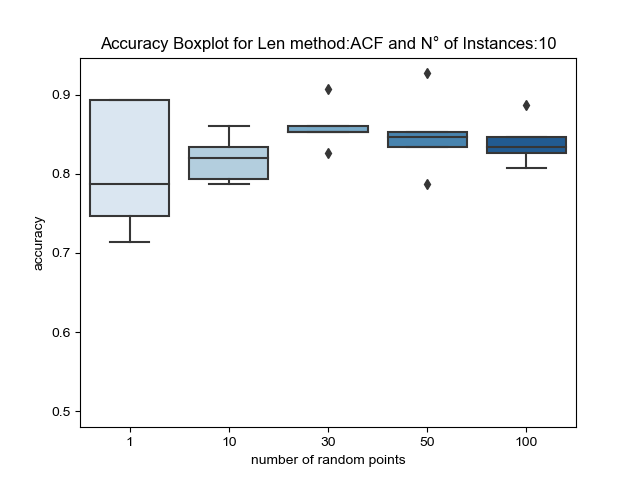 Accuracy Boxplot for Len method:ACF and N° of Instances:10
accuracy
0.9
0.8
0.7
0.6
0.5
1 10 30 50 100
number of random points